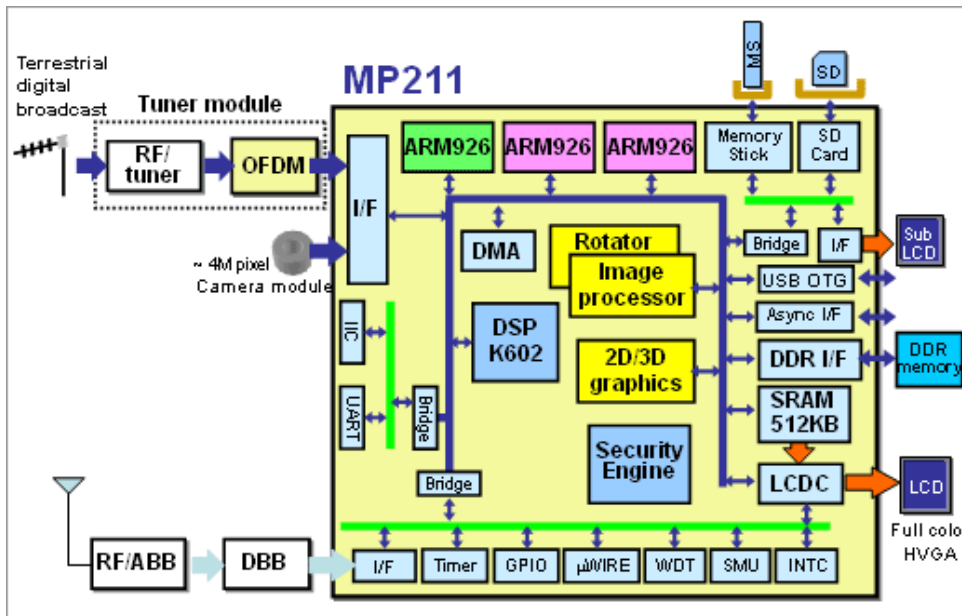 Terrestrial
digital
broadcast
Tuner module
RF/
tuner
OFDM
MP211
MS
SD
ARM926
ARM926
ARM926
Memory
Stick
SD
Card
I/F
DMA
Rotator
Image
processor
Bridge
I/F
Sub
LCD
~ 4M pixel
Camera module
USB OTG
IIC
DSP
K602
Async I/F
2D/3D
graphics
DDR I/F
DDR
memory
UART
Bridge
SRAM
512KB
Security
Engine
Bridge
LCDC
LCD
Full colo
HVGA
RF/ABB
DBB
I/F
Timer
GPIO
µWIRE
WDT
SMU
INTC